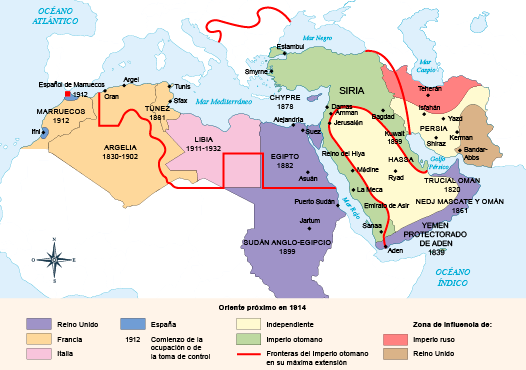 OCÉANO
ATLÁNTICO
Mar Negro
Mar
Caspio
Eslambul
Smyrne
SIRIA
Teherán
Español de Marruecos
1912
Argel
Oran
Tunis
Sfax
Mar Mediterráneo
CHYPRE
1878
Damas
Amman
Jerusalén
Bagdad
Isfahán
Yazd
PERSIA
Kerman
Shiraz
Bandar-
Abbs
MARRUECOS
1912
Ifni
TÚNEZ
1881
Alejandría
Suez
Kuwait
1899
ARGELIA
1830-1902
LIBIA
1911-1932
EGIPTO
1882
Reino del Hiya
HASSA
Golfo
Pérsico
Asuán
Médine
Ryad
TRUCIAL OMÁN
1820
La Meca
NEDJ MASCATE Y OMÁN
1861
Puerto Sudán
Mar Rojo
Emirato de Asir
Jartum
Sanaa
YEMEN
PROTECTORADO
DE ADEN
1839
SUDÁN ANGLO-EGIPCIO
1899
Aden
OCÉANO
ÍNDICO
N
O
E
S
Oriente próximo en 1914
Reino Unido
España
Independiente
Zona de influencia de:
Francia
1912
Comienzo de la
ocupación o de
la toma de control
Imperio otomano
Imperio ruso
Italia
Fronteras del Imperio otomano
en su máxima extensión
Reino Unido